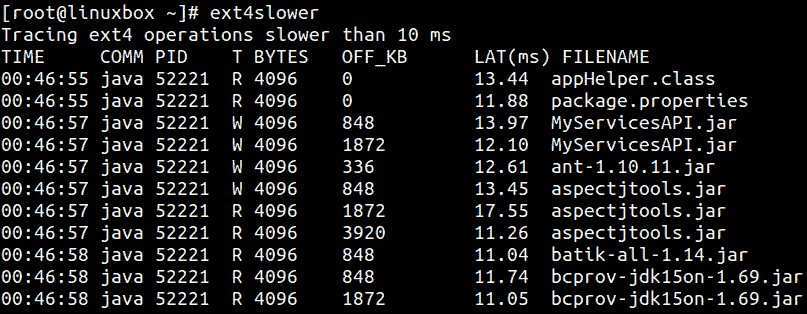 [root@linuxbox ~]# ext4slower
Tracing ext4 operations slower than 10 ms
TIME     COMM PID   T BYTES  OFF_KB     LAT(ms) FILENAME
00:46:55 java 52221 R 4096   0          13.44  appHelper.class
00:46:55 java 52221 R 4096   0          11.88  package.properties
00:46:57 java 52221 W 4096   848        13.97  MyServicesAPI.jar
00:46:57 java 52221 W 4096   1872       12.10  MyServicesAPI.jar
00:46:57 java 52221 W 4096   336        12.61  ant-1.10.11.jar
00:46:57 java 52221 W 4096   848        13.45  aspectjtools.jar
00:46:57 java 52221 R 4096   1872       17.55  aspectjtools.jar
00:46:57 java 52221 R 4096   3920       11.26  aspectjtools.jar
00:46:58 java 52221 R 4096   848        11.04  batik-all-1.14.jar
00:46:58 java 52221 R 4096   848        11.74  bcprov-jdk15on-1.69.jar
00:46:58 java 52221 R 4096   1872       11.05  bcprov-jdk15on-1.69.jar